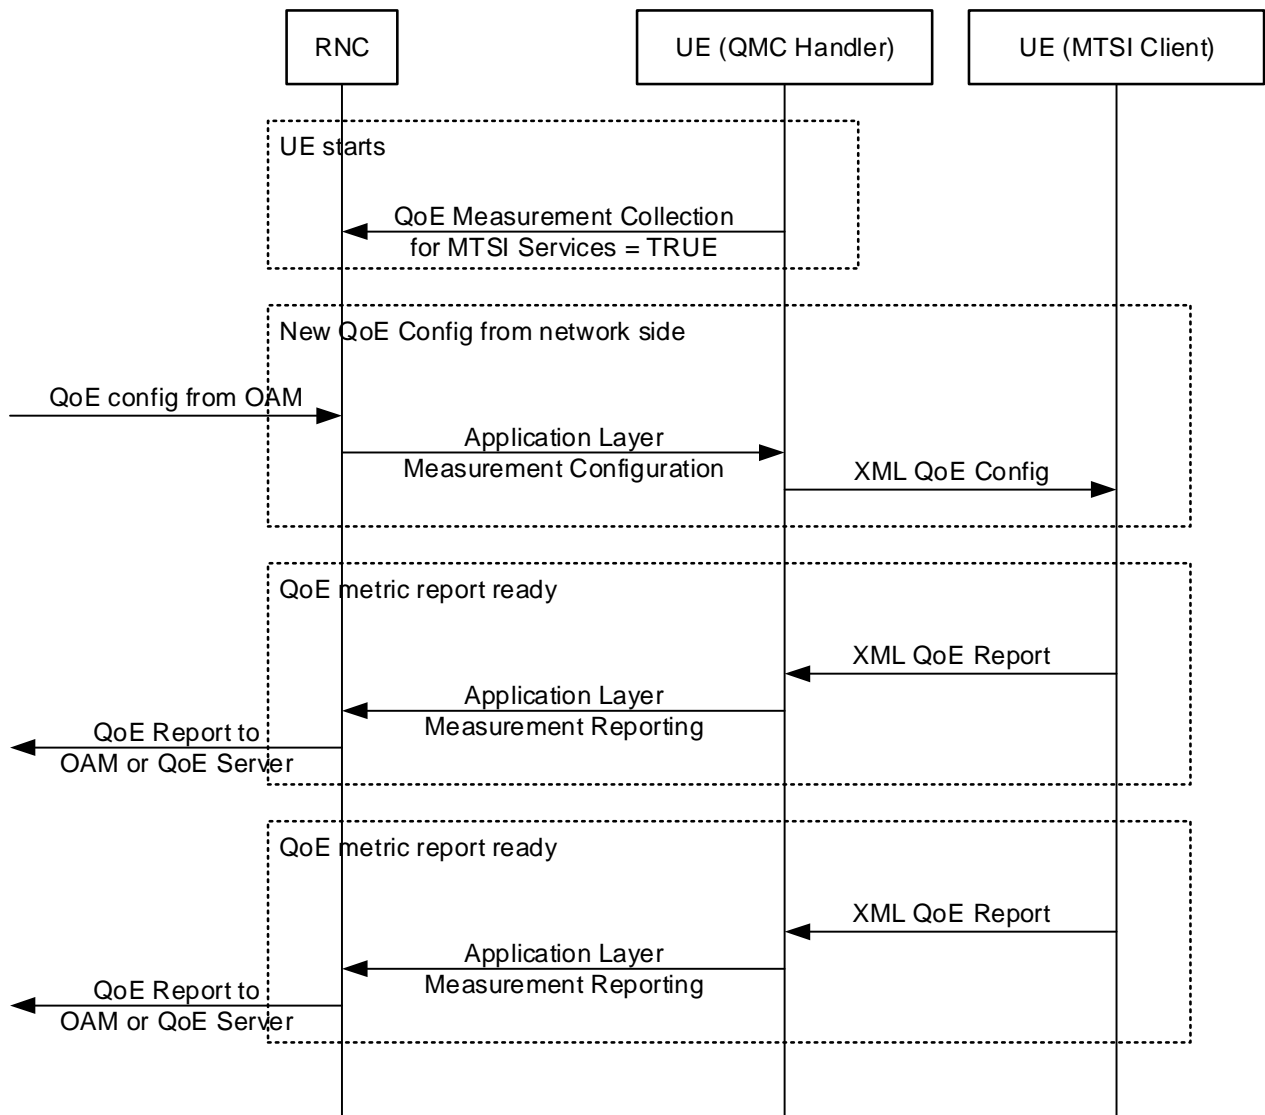 RNC
UE (QMC Handler)
UE (MTSI Client)
UE starts
QoE Measurement Collection
for MTSI Services = TRUE
New QoE Config from network side
QoE config from OAM
Application Layer
Measurement Configuration
XML QoE Config
QoE metric report ready
XML QoE Report
Application Layer
Measurement Reporting
QoE Report to
OAM or QoE Server
QoE metric report ready
XML QoE Report
Application Layer
Measurement Reporting
QoE Report to
OAM or QoE Server